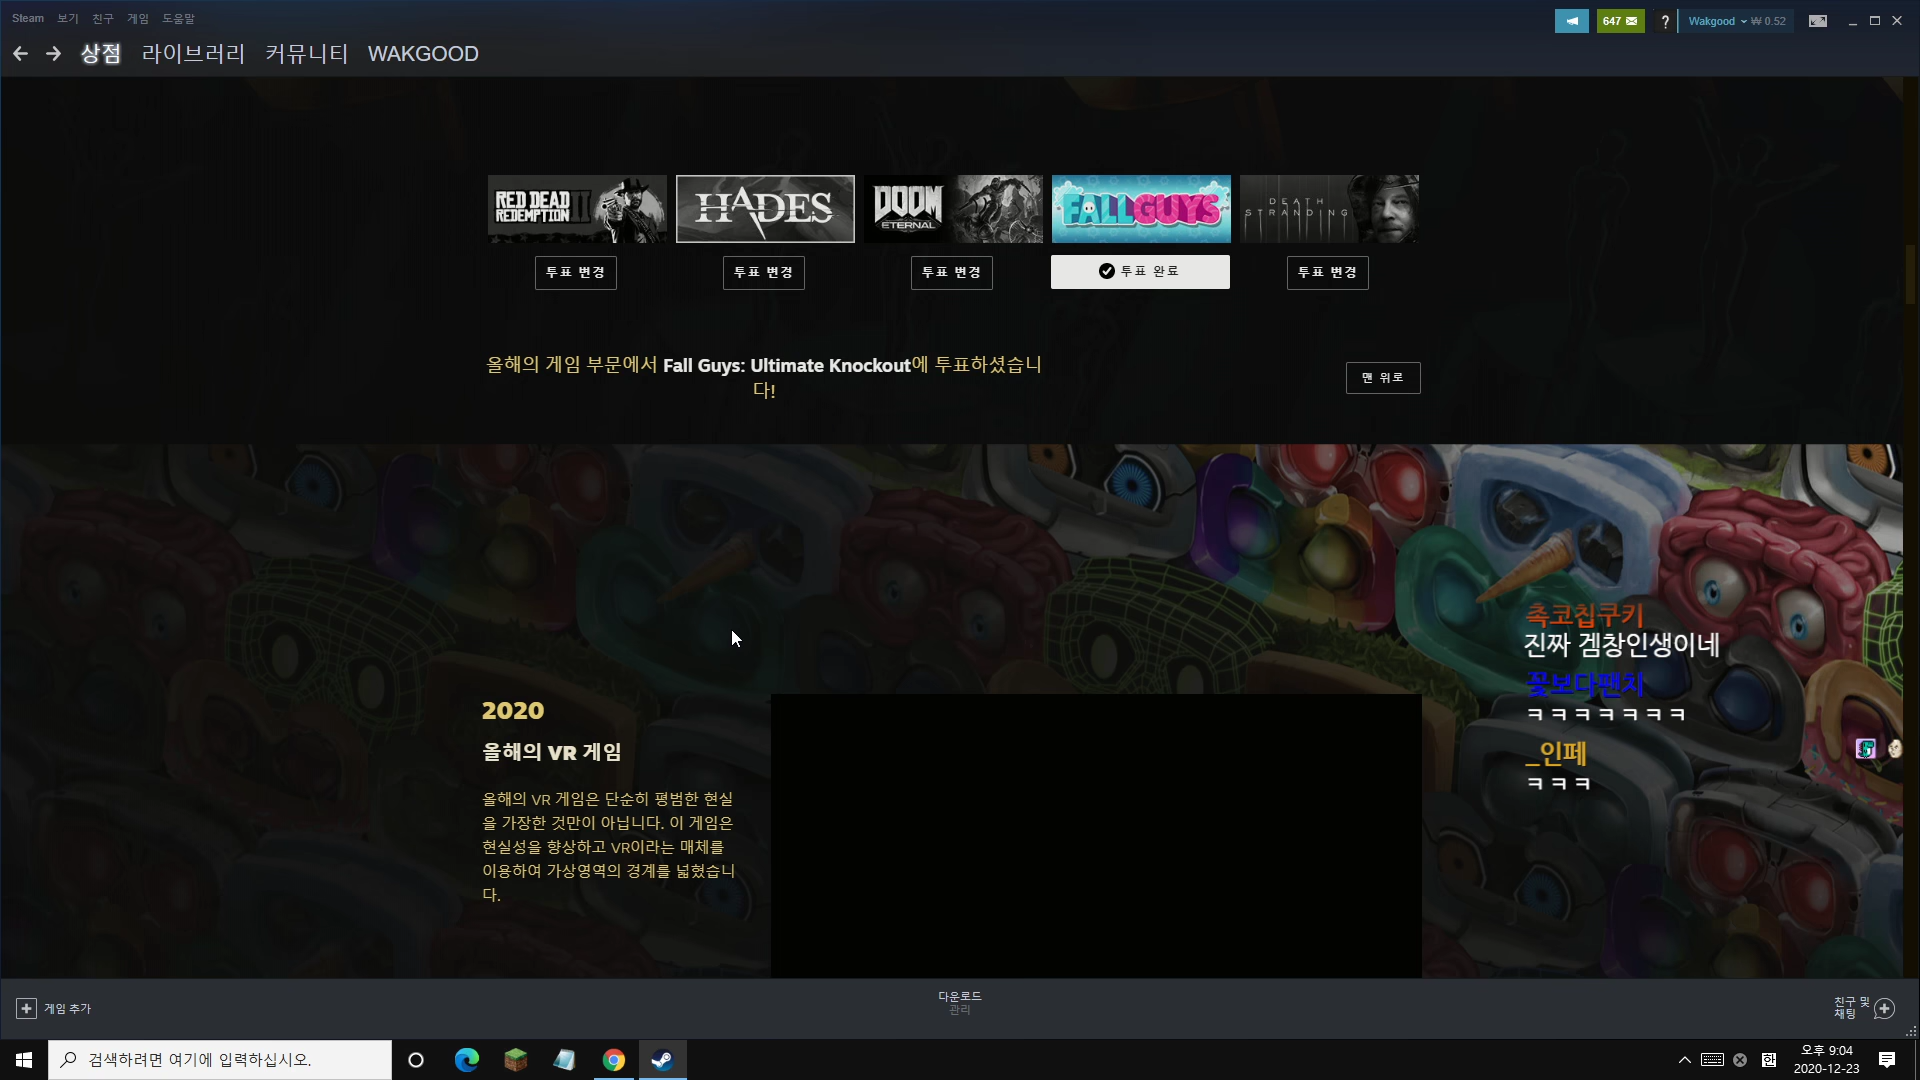 Steam 보기 친구 게임 도움말
647 ? Wakgood ₩ 0.52
상점 라이브러리 커뮤니티 WAKGOOD
RED DEAD REDEMPTION II
HADES
DOOM ETERNAL
FALL GUYS
DEATH STRANDING
투표 변경 투표 변경 투표 변경 투표 완료 투표 변경
올해의 게임 부문에서 Fall Guys: Ultimate Knockout에 투표하셨습니
다!
맨 위로
촉코칩쿠키
진짜 겜창인생이네
꽃보다팬치
ㅋㅋㅋㅋㅋㅋㅋ
_인페
ㅋㅋㅋ
2020
올해의 VR 게임
올해의 VR 게임은 단순히 평범한 현실
을 가장한 것만이 아닙니다. 이 게임은
현실성을 향상하고 VR이라는 매체를
이용하여 가상영역의 경계를 넓혔습니
다.
게임 추가
다운로드
관리
친구 및
채팅
검색하려면 여기에 입력하십시오.
한
오후 9:04
2020-12-23